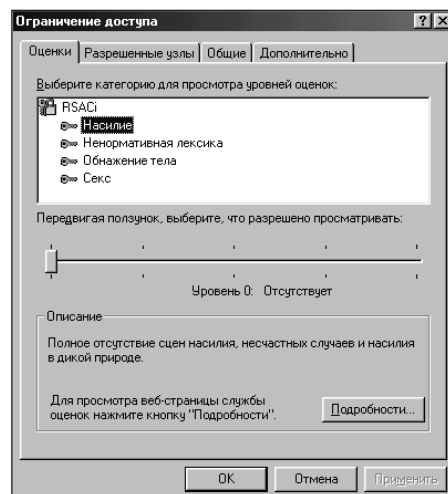 Ограничение доступа
Оценки Разрешенные узлы Общие Дополнительно
Выберите категорию для просмотра уровней оценок:
RSACi
Насилие
Ненормативная лексика
Обнажение тела
Секс
Передвигая ползунок, выберите, что разрешено просматривать:
Уровень 0: Отсутствует
Описание
Полное отсутствие сцен насилия, несчастных случаев и насилия
в дикой природе.
Для просмотра веб-страницы службы
оценок нажмите кнопку "Подробности".
Подробности...
OK Отмена Применить